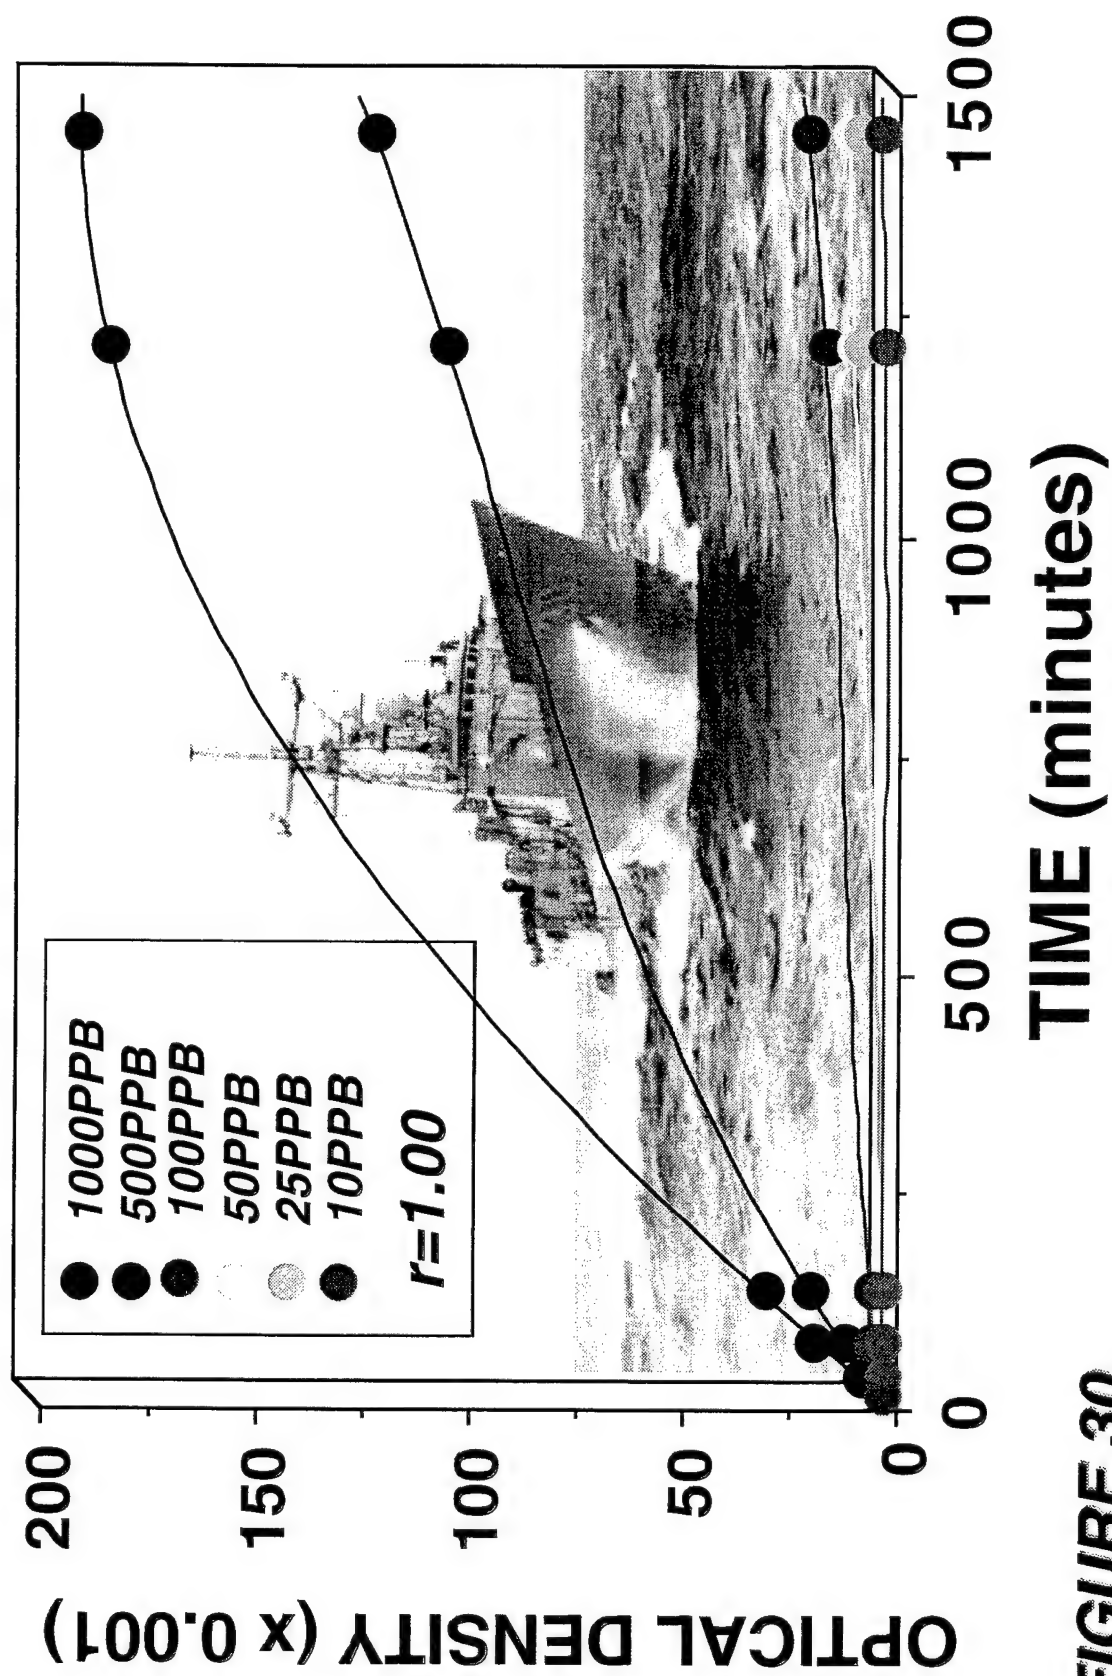 OPTICAL DENSITY (x 0.001)
200
150
100
50
0
1000PPB
500PPB
100PPB
50PPB
25PPB
10PPB
r=1.00
0
500
1000
1500
TIME (minutes)
FIGURE 30